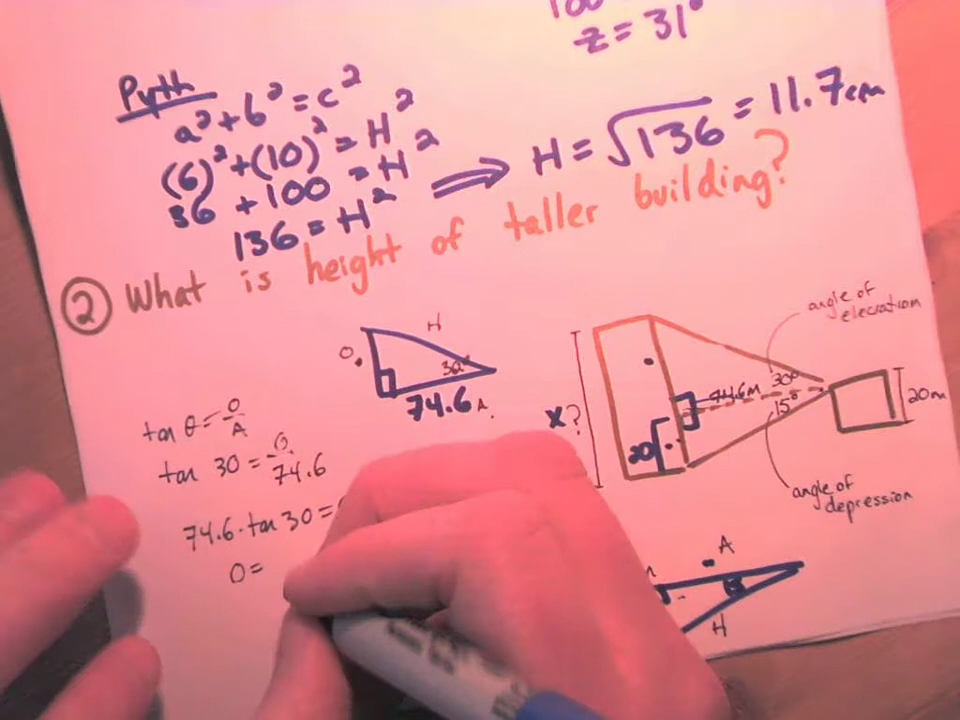 z = 31°
Pyth
a² + b² = c²
(6)² + (10)² = H²
36 + 100 = H²
136 = H²
⟹ H = √136 = 11.7cm
② What is height of taller building?
H
O
30°
74.6 A
tan θ = O/A
tan 30 = O/74.6
74.6 · tan 30 =
O =
angle of
elevation
74.6m
30°
15°
x?
20
20m
angle of
depression
A
H